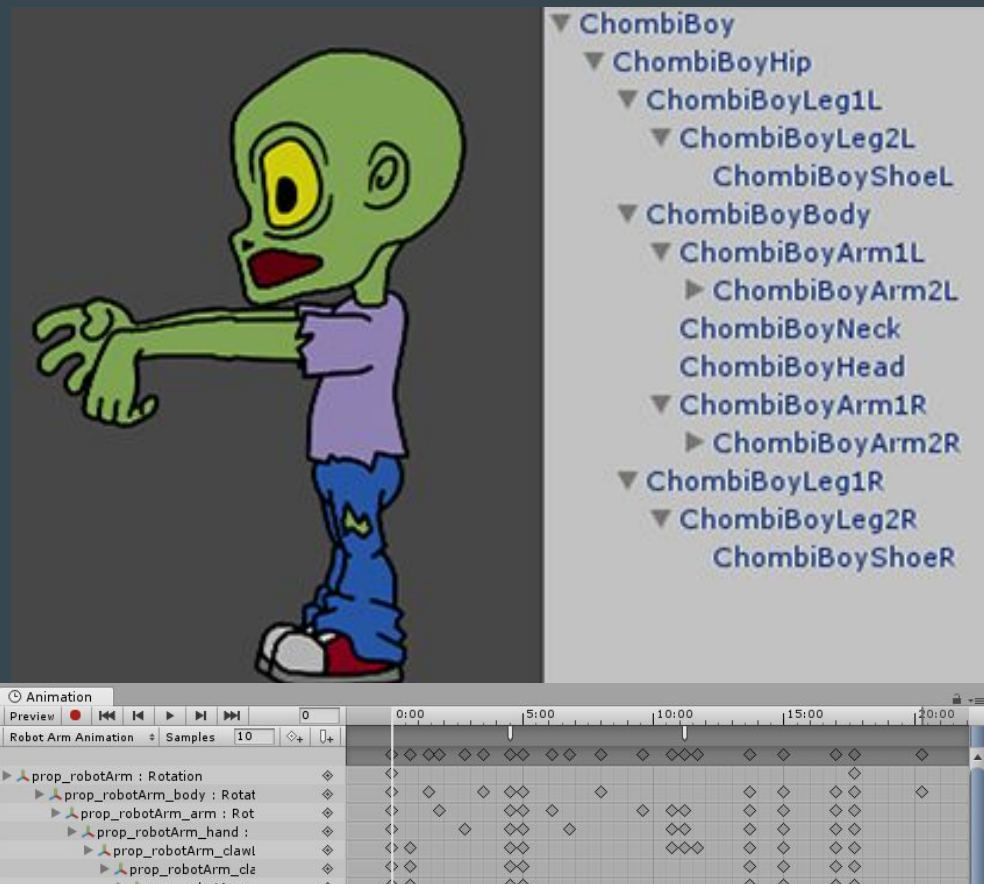 ChombiBoy
ChombiBoyHip
ChombiBoyLeg1L
ChombiBoyLeg2L
ChombiBoyShoeL
ChombiBoyBody
ChombiBoyArm1L
ChombiBoyArm2L
ChombiBoyNeck
ChombiBoyHead
ChombiBoyArm1R
ChombiBoyArm2R
ChombiBoyLeg1R
ChombiBoyLeg2R
ChombiBoyShoeR
Animation
Preview 0 0:00 5:00 10:00 15:00 20:00
Robot Arm Animation Samples 10
prop_robotArm : Rotation
prop_robotArm_body : Rotat
prop_robotArm_arm : Rot
prop_robotArm_hand :
prop_robotArm_clawL
prop_robotArm_cla